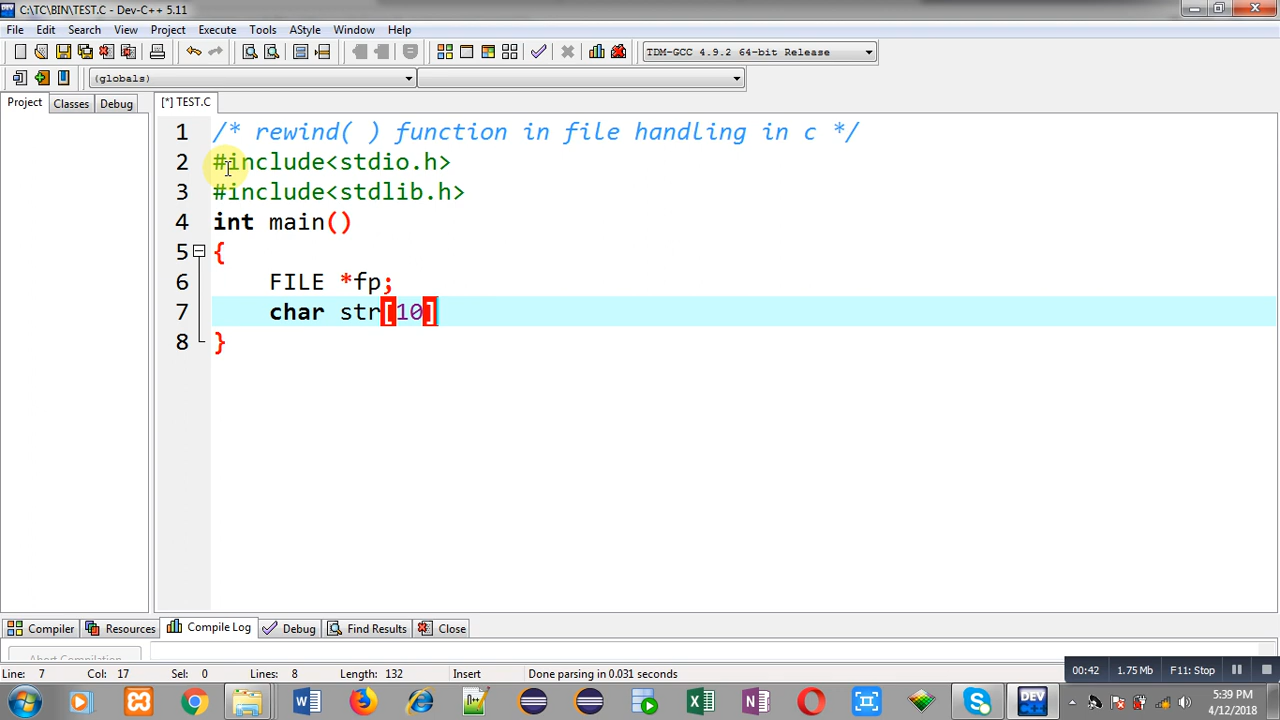 C:\TC\BIN\TEST.C - Dev-C++ 5.11
File Edit Search View Project Execute Tools AStyle Window Help
TDM-GCC 4.9.2 64-bit Release
(globals)
Project Classes Debug [*] TEST.C
1 /* rewind( ) function in file handling in c */
2 #include<stdio.h>
3 #include<stdlib.h>
4 int main()
5 {
6 FILE *fp;
7 char str[10]
8 }
Compiler Resources Compile Log Debug Find Results Close
Abort Compilation
Line: 7 Col: 17 Sel: 0 Lines: 8 Length: 132 Insert Done parsing in 0.031 seconds
00:42 1.75 Mb F11: Stop
DEV
5:39 PM
4/12/2018